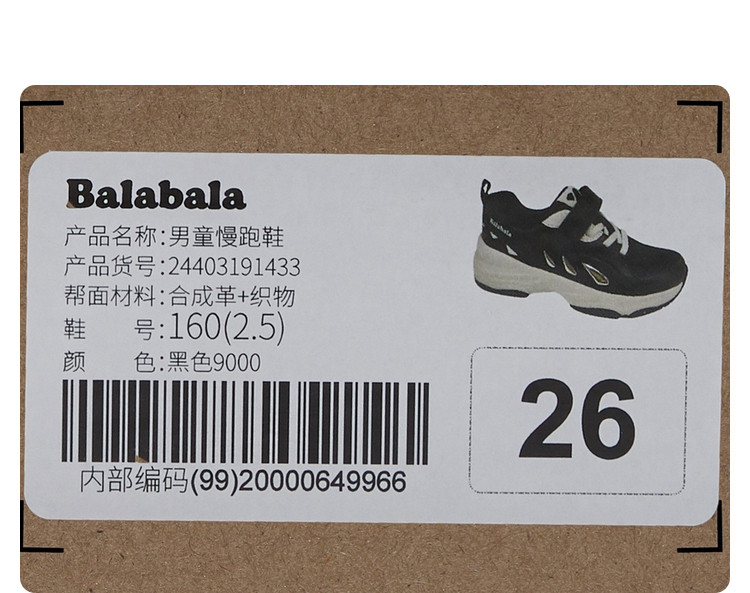 Balabala
产品名称:男童慢跑鞋
产品货号:24403191433
帮面材料:合成革+织物
鞋 号:160(2.5)
颜 色:黑色9000
内部编码(99)20000649966
Balabala
26